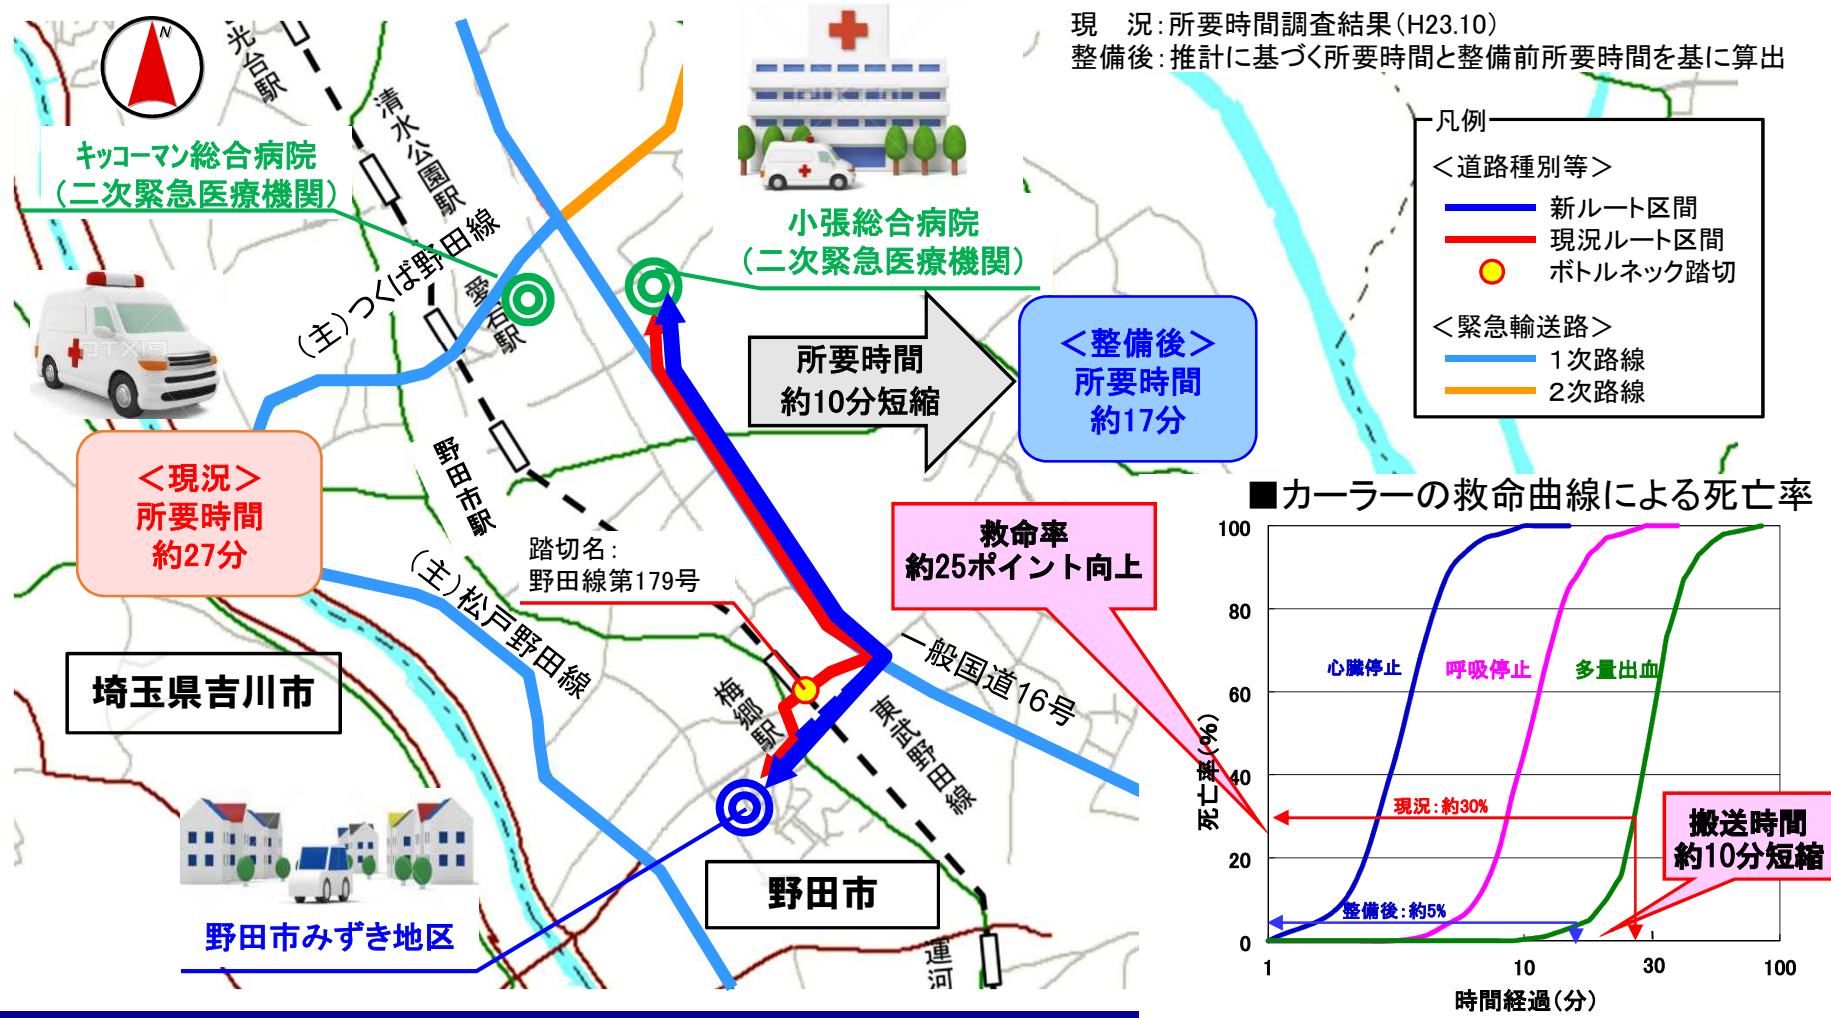 現　況：所要時間調査結果（H23.10）
整備後：推計に基づく所要時間と整備前所要時間を基に算出
N
光台駅
清水公園駅
キッコーマン総合病院
（二次緊急医療機関）
小張総合病院
（二次緊急医療機関）
（主）つくば野田線
愛宕駅
凡例
＜道路種別等＞
新ルート区間
現況ルート区間
ボトルネック踏切
＜緊急輸送路＞
１次路線
２次路線
所要時間
約10分短縮
＜整備後＞
所要時間
約17分
＜現況＞
所要時間
約27分
野田市駅
踏切名：
野田線第179号
（主）松戸野田線
救命率
約25ポイント向上
一般国道16号
梅郷駅
東武野田線
埼玉県吉川市
野田市
野田市みずき地区
運河
■カーラーの救命曲線による死亡率
死亡率（％）
100
80
60
40
20
0
心臓停止
呼吸停止
多量出血
現況：約30%
整備後：約5%
搬送時間
約10分短縮
1
10
30
100
時間経過（分）